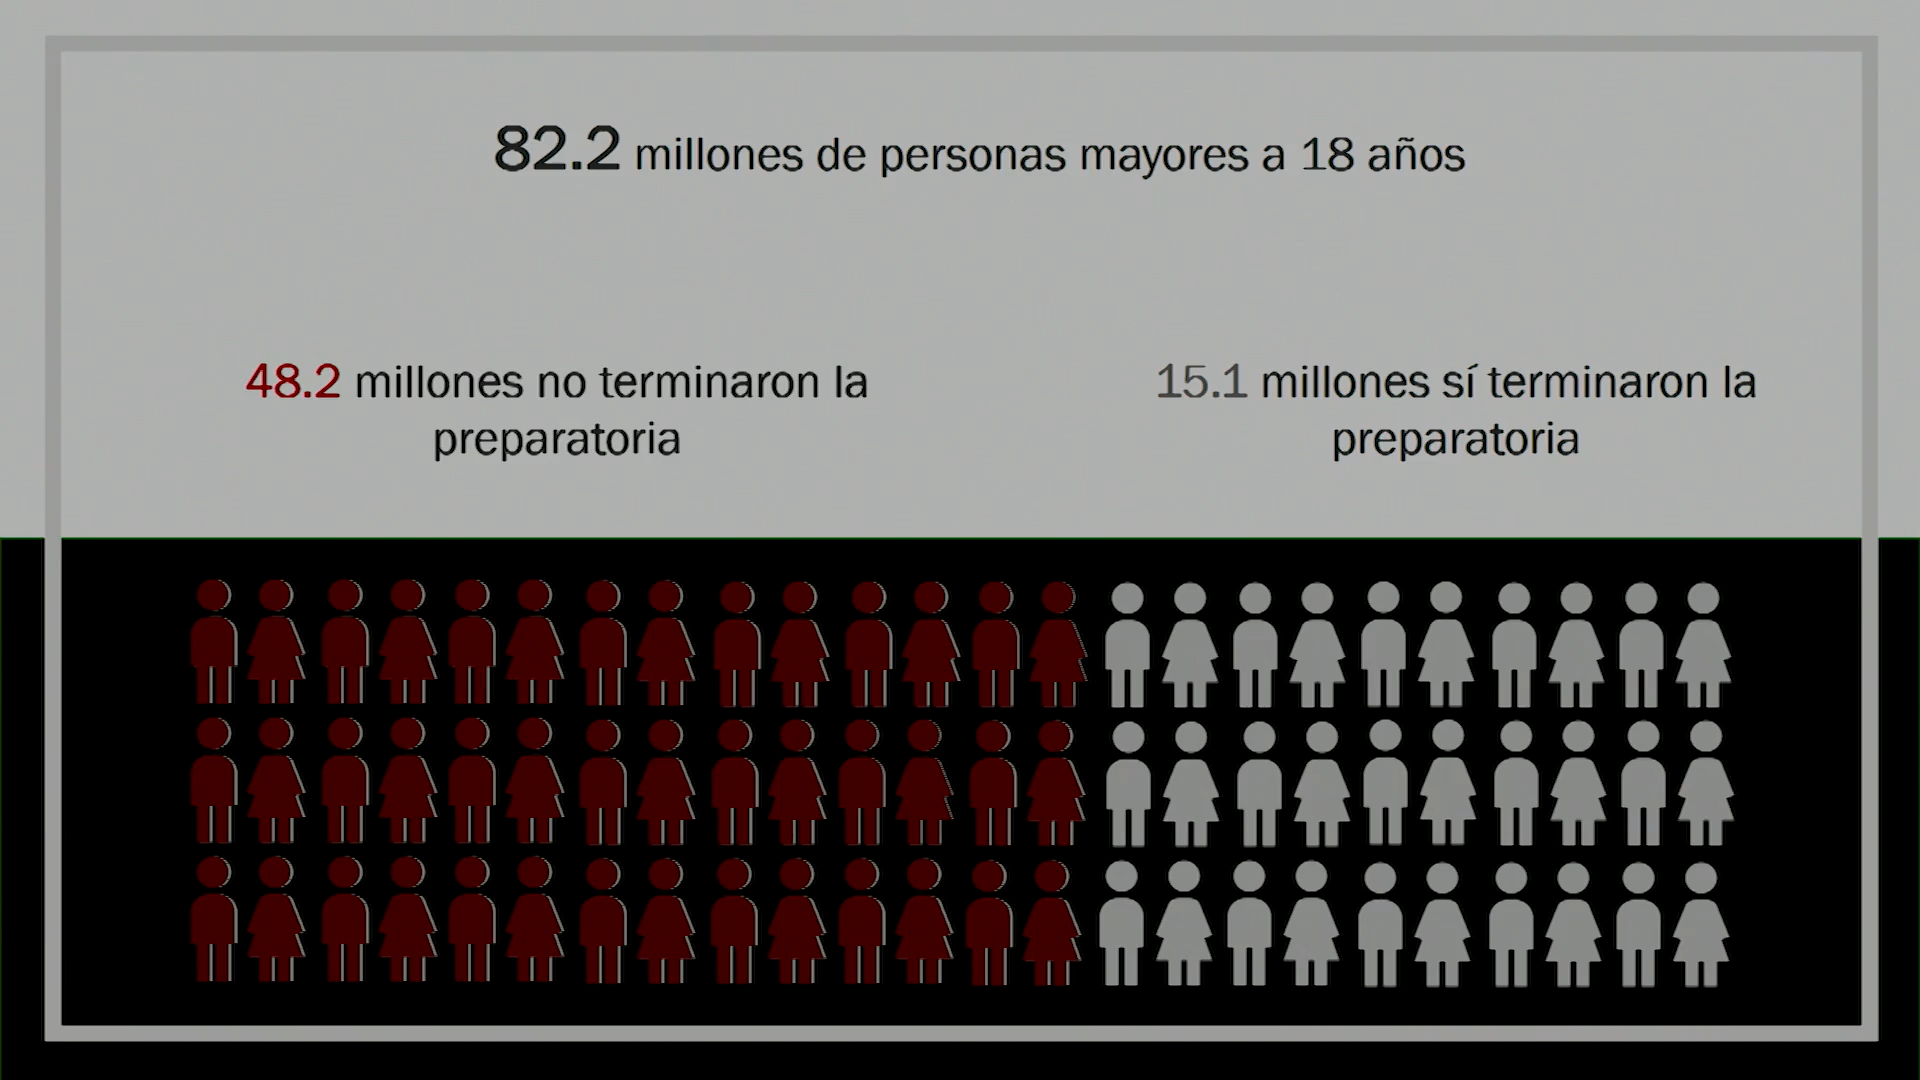 82.2 millones de personas mayores a 18 años
48.2 millones no terminaron la
preparatoria
15.1 millones sí terminaron la
preparatoria